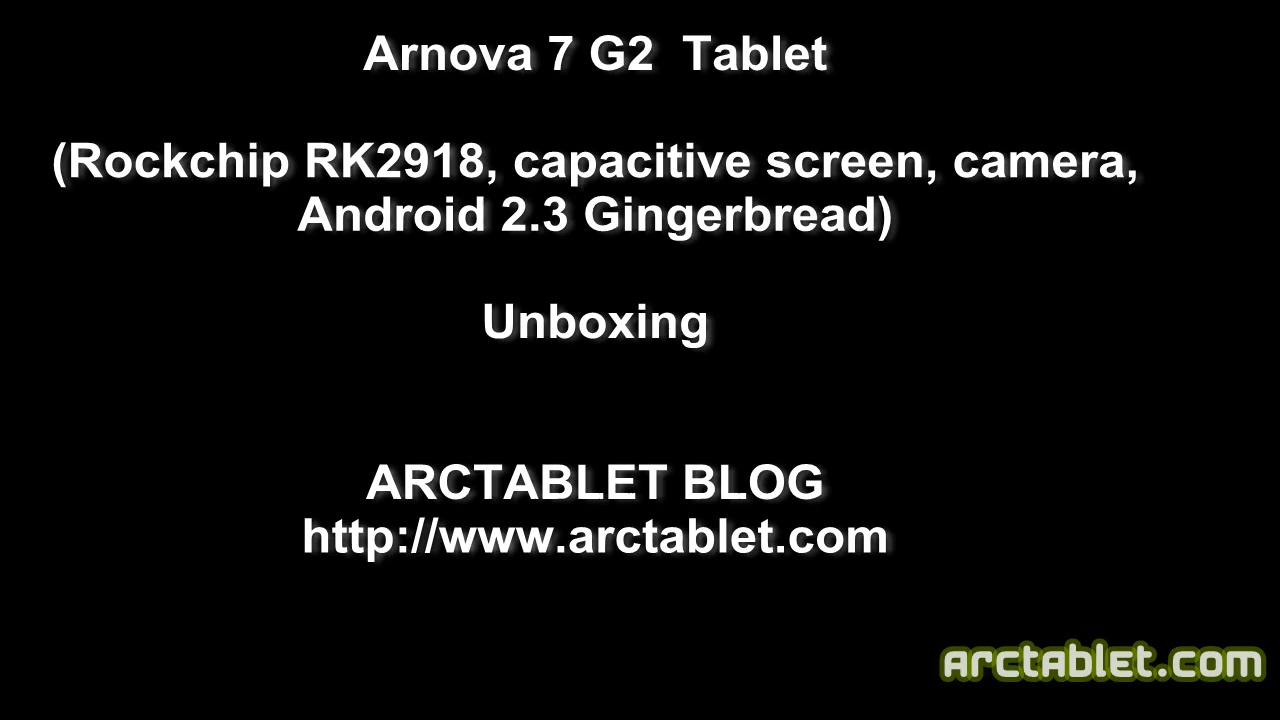 Arnova 7 G2  Tablet
(Rockchip RK2918, capacitive screen, camera,
Android 2.3 Gingerbread)
Unboxing
ARCTABLET BLOG
http://www.arctablet.com
arctablet.com